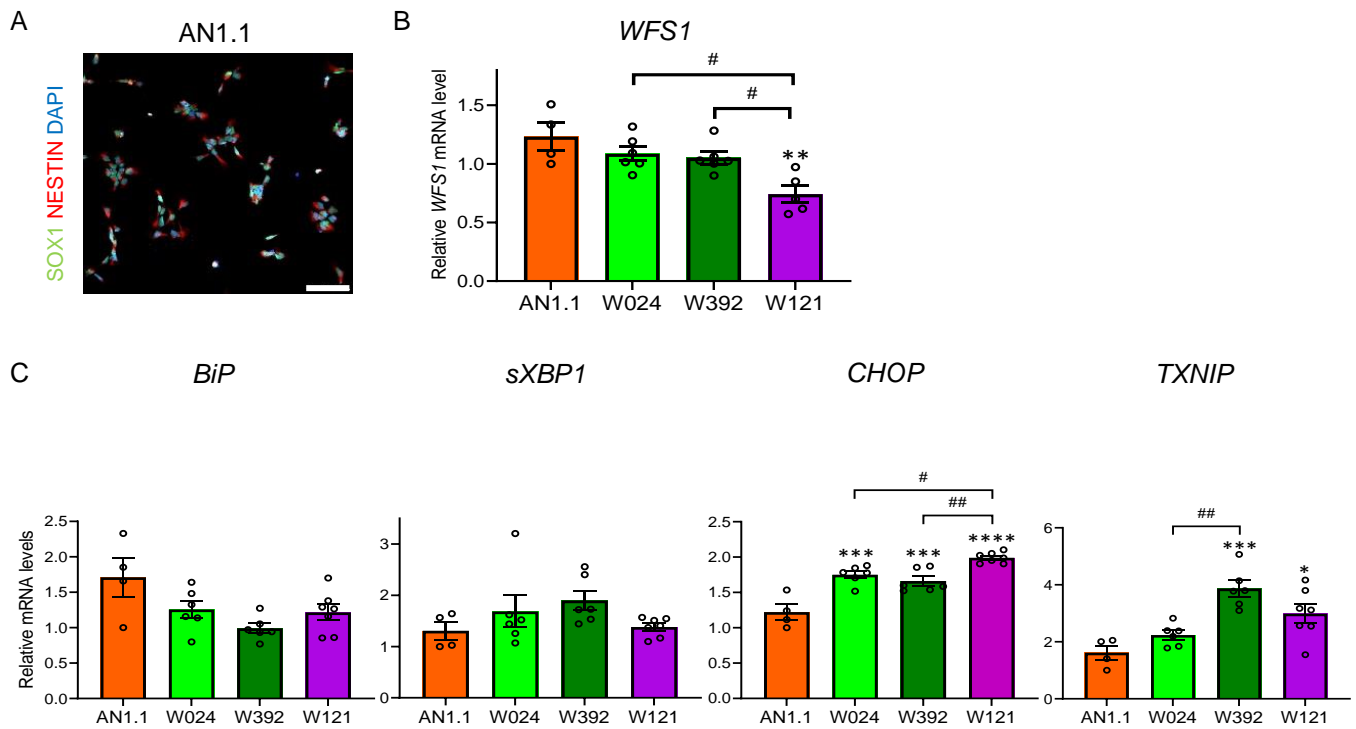 A
AN1.1
SOX1 NESTIN DAPI
B
WFS1
#
#
**
Relative WFS1 mRNA level
1.5
1.0
0.5
0.0
AN1.1 W024 W392 W121
C
BiP
Relative mRNA levels
2.5
2.0
1.5
1.0
0.5
0.0
AN1.1 W024 W392 W121
sXBP1
3
2
1
0
AN1.1 W024 W392 W121
CHOP
#
##
*** *** ****
2.5
2.0
1.5
1.0
0.5
0.0
AN1.1 W024 W392 W121
TXNIP
##
*** *
6
4
2
0
AN1.1 W024 W392 W121